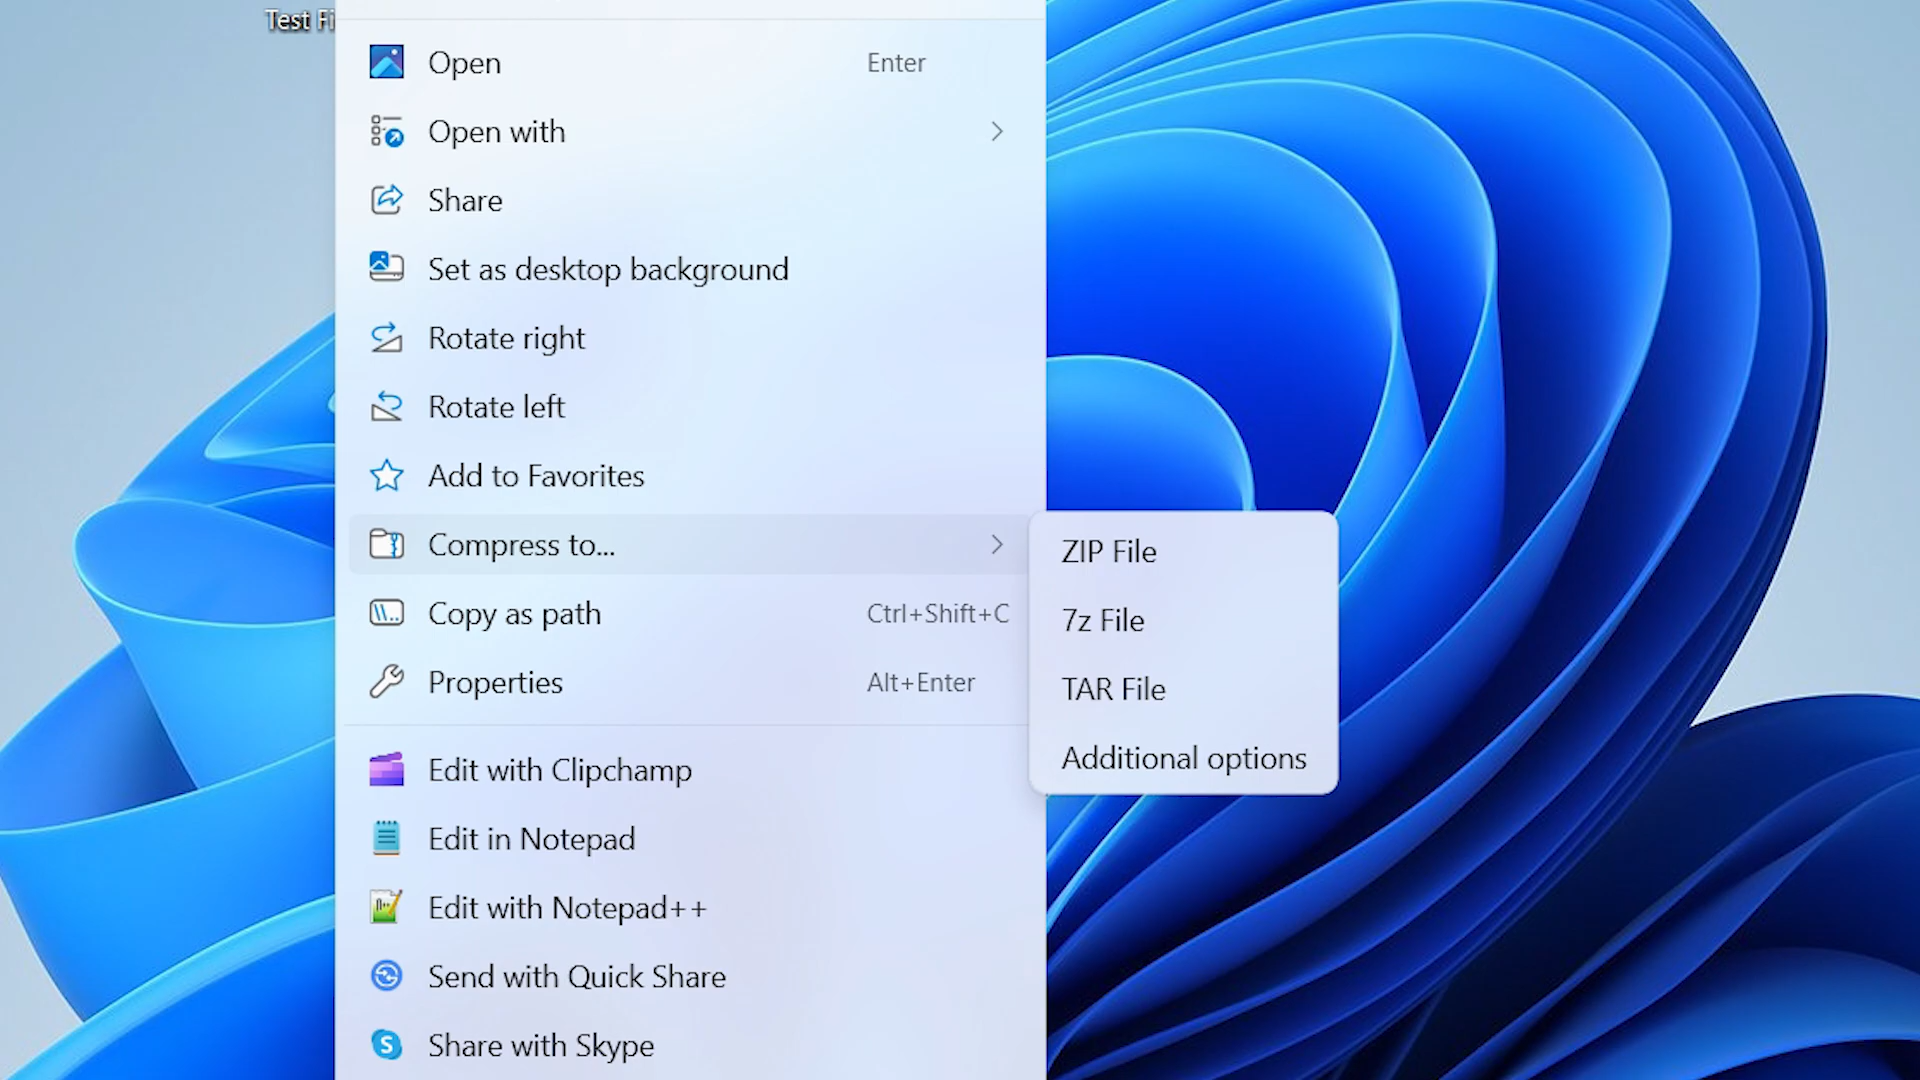 Test Fi
Open Enter
Open with
Share
Set as desktop background
Rotate right
Rotate left
Add to Favorites
Compress to...
ZIP File
7z File
TAR File
Additional options
Copy as path Ctrl+Shift+C
Properties Alt+Enter
Edit with Clipchamp
Edit in Notepad
Edit with Notepad++
Send with Quick Share
Share with Skype